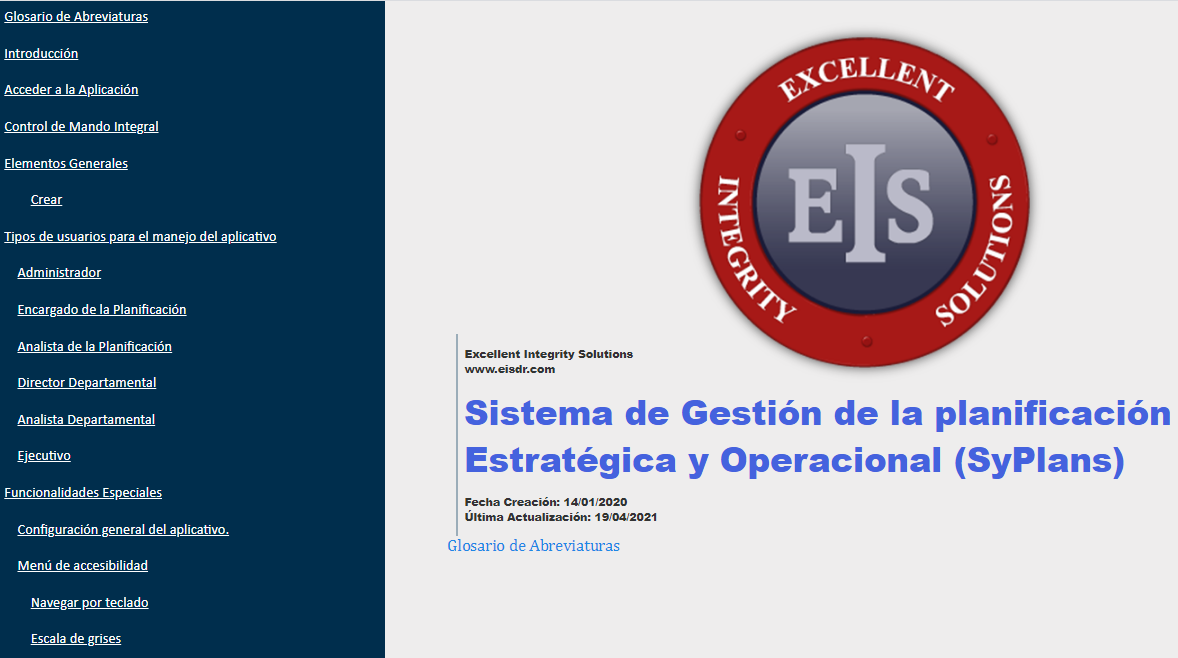 Glosario de Abreviaturas
Introducción
Acceder a la Aplicación
Control de Mando Integral
Elementos Generales
Crear
Tipos de usuarios para el manejo del aplicativo
Administrador
Encargado de la Planificación
Analista de la Planificación
Director Departamental
Analista Departamental
Ejecutivo
Funcionalidades Especiales
Configuración general del aplicativo.
Menú de accesibilidad
Navegar por teclado
Escala de grises
EXCELLENT
INTEGRITY
SOLUTIONS
EIS
Excellent Integrity Solutions
www.eisdr.com
Sistema de Gestión de la planificación
Estratégica y Operacional (SyPlans)
Fecha Creación: 14/01/2020
Última Actualización: 19/04/2021
Glosario de Abreviaturas